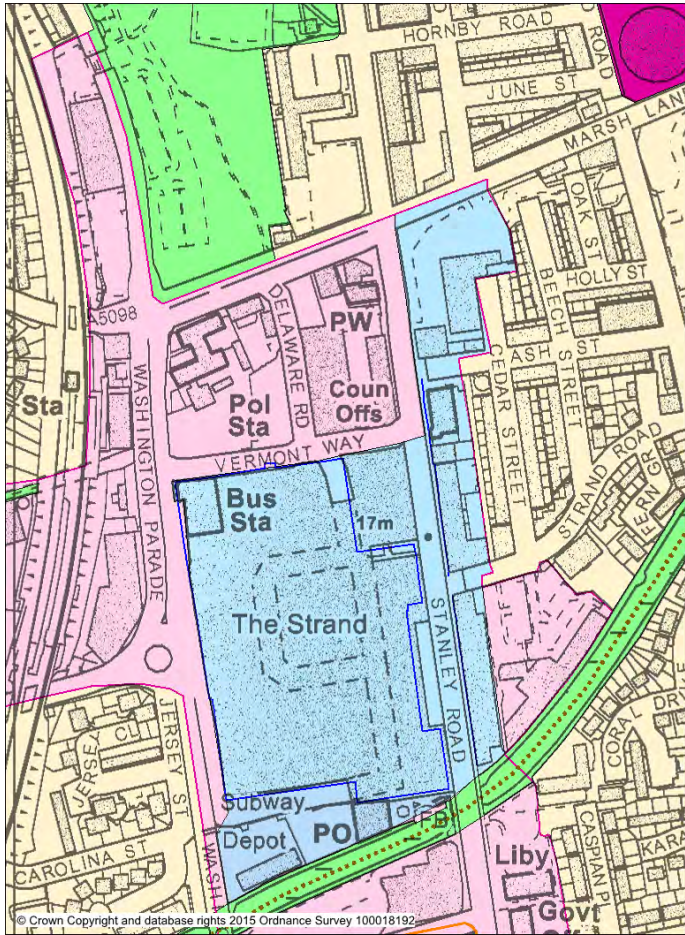 HORNBY ROAD
ROAD
JUNE ST
MARSH LANE
OAK ST
HOLLY ST
BEECH STREET
ASH ST
CEDAR STREET
A5098
DELAWARE RD
PW
Coun
Offs
Pol
Sta
Sta
WASHINGTON PARADE
VERMONT WAY
STRAND ROAD
FERN GR
Bus
Sta
17m
The Strand
STANLEY ROAD
JERSEY ST
CORAL DRIVE
Subway
Depot
PO
FB
CAROLINA ST
WASH
CASPIAN PL
KARA
Liby
Govt
© Crown Copyright and database rights 2015 Ordnance Survey 100018192